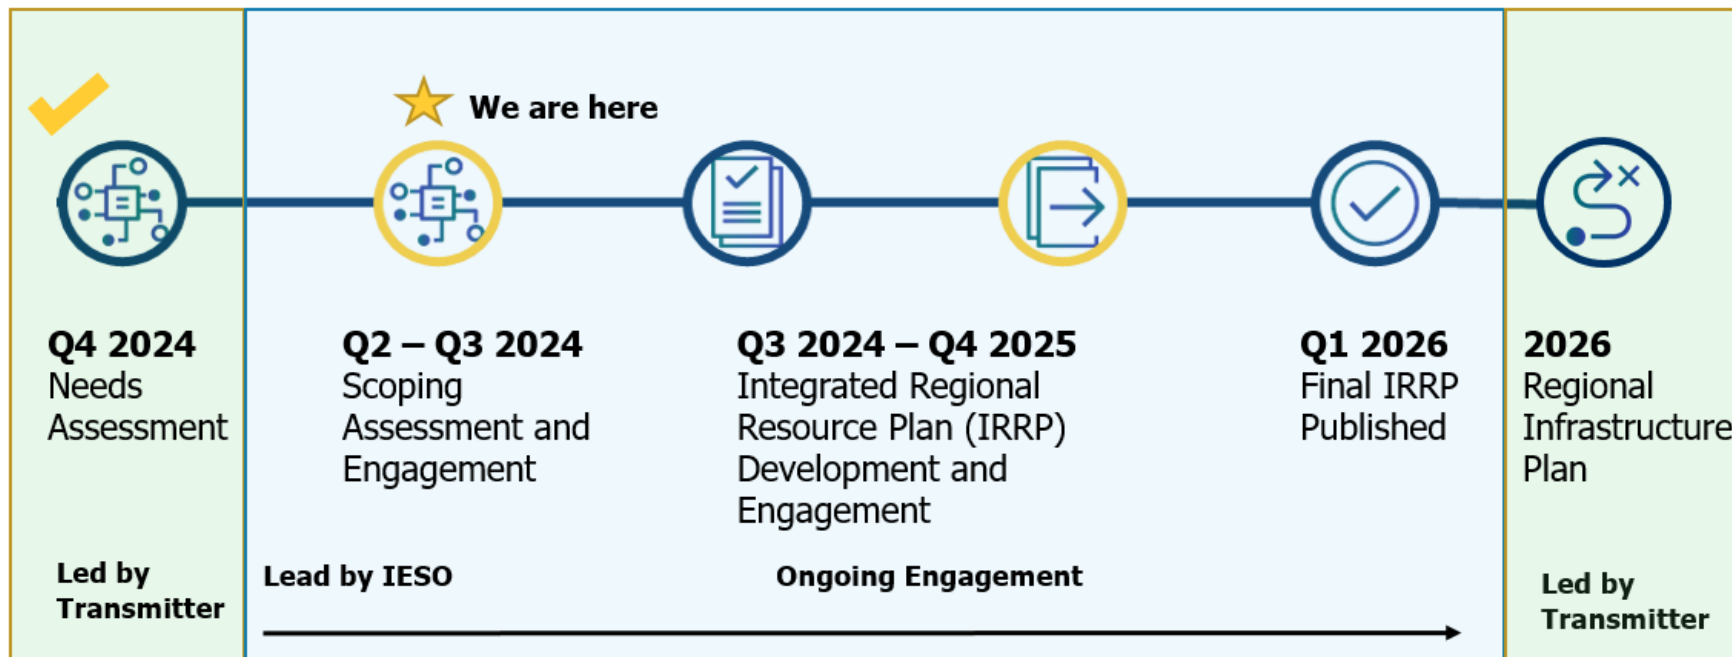 We are here
Q4 2024
Needs
Assessment
Led by
Transmitter
Q2 – Q3 2024
Scoping
Assessment and
Engagement
Lead by IESO
Q3 2024 – Q4 2025
Integrated Regional
Resource Plan (IRRP)
Development and
Engagement
Ongoing Engagement
Q1 2026
Final IRRP
Published
2026
Regional
Infrastructure
Plan
Led by
Transmitter